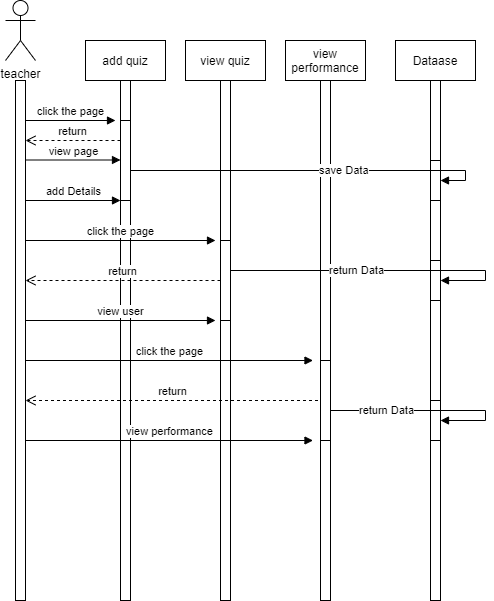 teacher
add quiz
view quiz
view
performance
Dataase
click the page
return
view page
save Data
add Details
click the page
return
return Data
view user
click the page
return
return Data
view performance